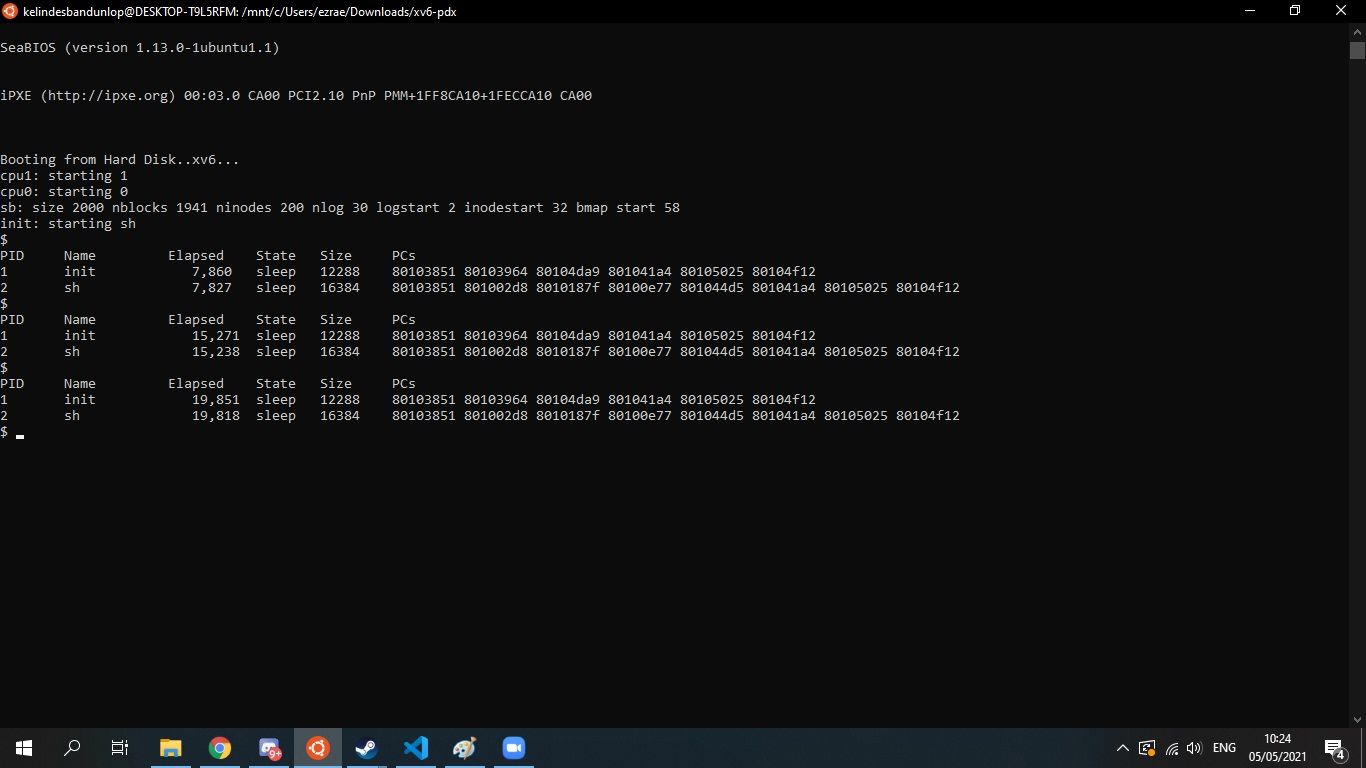 kelindesbandunlop@DESKTOP-T9L5RFM: /mnt/c/Users/ezrae/Downloads/xv6-pdx
SeaBIOS (version 1.13.0-1ubuntu1.1)
iPXE (http://ipxe.org) 00:03.0 CA00 PCI2.10 PnP PMM+1FF8CA10+1FECCA10 CA00
Booting from Hard Disk..xv6...
cpu1: starting 1
cpu0: starting 0
sb: size 2000 nblocks 1941 ninodes 200 nlog 30 logstart 2 inodestart 32 bmap start 58
init: starting sh
$
PID     Name         Elapsed    State   Size     PCs
1       init            7,860   sleep   12288    80103851 80103964 80104da9 801041a4 80105025 80104f12
2       sh              7,827   sleep   16384    80103851 801002d8 8010187f 80100e77 801044d5 801041a4 80105025 80104f12
$
PID     Name         Elapsed    State   Size     PCs
1       init            15,271  sleep   12288    80103851 80103964 80104da9 801041a4 80105025 80104f12
2       sh              15,238  sleep   16384    80103851 801002d8 8010187f 80100e77 801044d5 801041a4 80105025 80104f12
$
PID     Name         Elapsed    State   Size     PCs
1       init            19,851  sleep   12288    80103851 80103964 80104da9 801041a4 80105025 80104f12
2       sh              19,818  sleep   16384    80103851 801002d8 8010187f 80100e77 801044d5 801041a4 80105025 80104f12
$
9+
ENG
10:24
05/05/2021
4